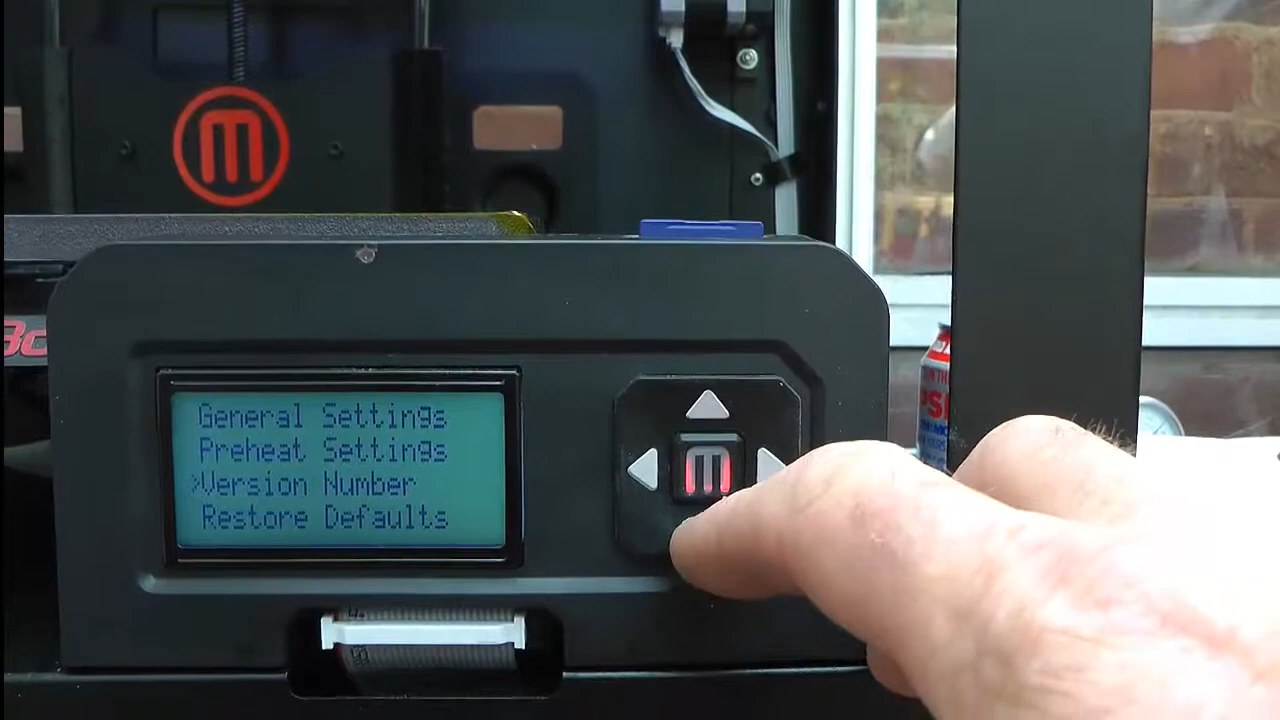 General Settings
Preheat Settings
>Version Number
Restore Defaults